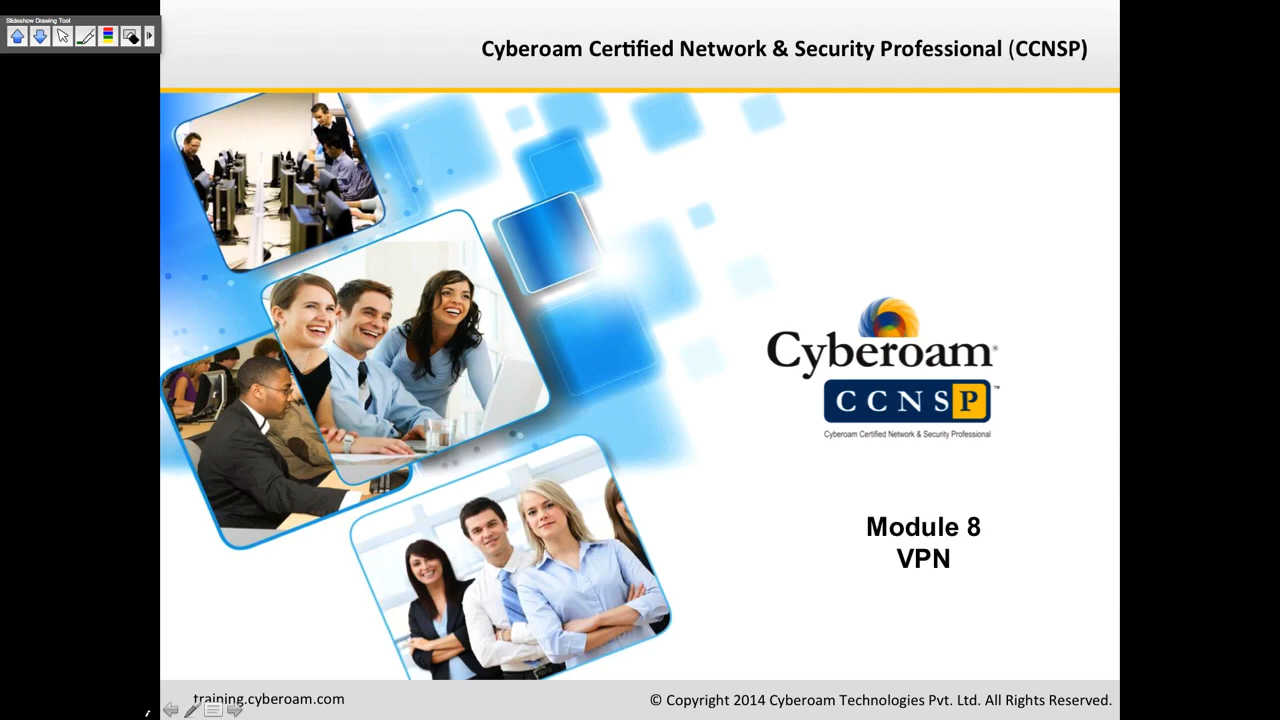 Slideshow Drawing Tool
Cyberoam Certified Network & Security Professional (CCNSP)
Cyberoam®
CCNSP™
Cyberoam Certified Network & Security Professional
Module 8
VPN
training.cyberoam.com
© Copyright 2014 Cyberoam Technologies Pvt. Ltd. All Rights Reserved.